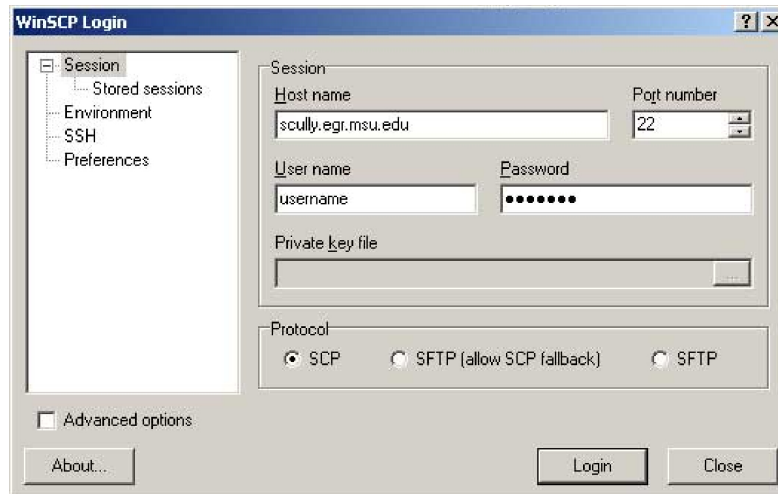 WinSCP Login
Session
Stored sessions
Environment
SSH
Preferences
Session
Host name
Port number
scully.egr.msu.edu
22
User name
Password
username
●●●●●●●
Private key file
...
Protocol
SCP
SFTP (allow SCP fallback)
SFTP
Advanced options
About...
Login
Close